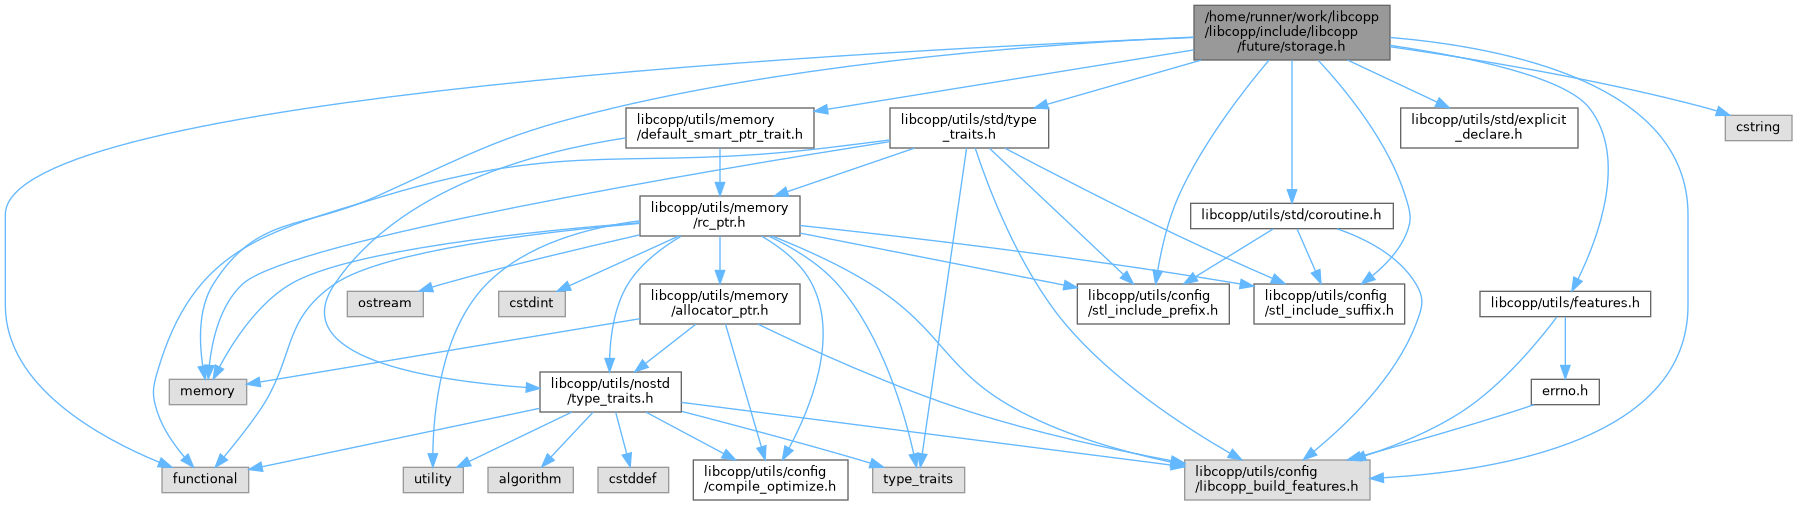 /home/runner/work/libcopp
/libcopp/include/libcopp
/future/storage.h
libcopp/utils/memory
/default_smart_ptr_trait.h
libcopp/utils/std/type
_traits.h
libcopp/utils/std/explicit
_declare.h
cstring
libcopp/utils/memory
/rc_ptr.h
libcopp/utils/std/coroutine.h
ostream
cstdint
libcopp/utils/memory
/allocator_ptr.h
libcopp/utils/config
/stl_include_prefix.h
libcopp/utils/config
/stl_include_suffix.h
libcopp/utils/features.h
memory
libcopp/utils/nostd
/type_traits.h
errno.h
functional
utility
algorithm
cstddef
libcopp/utils/config
/compile_optimize.h
type_traits
libcopp/utils/config
/libcopp_build_features.h